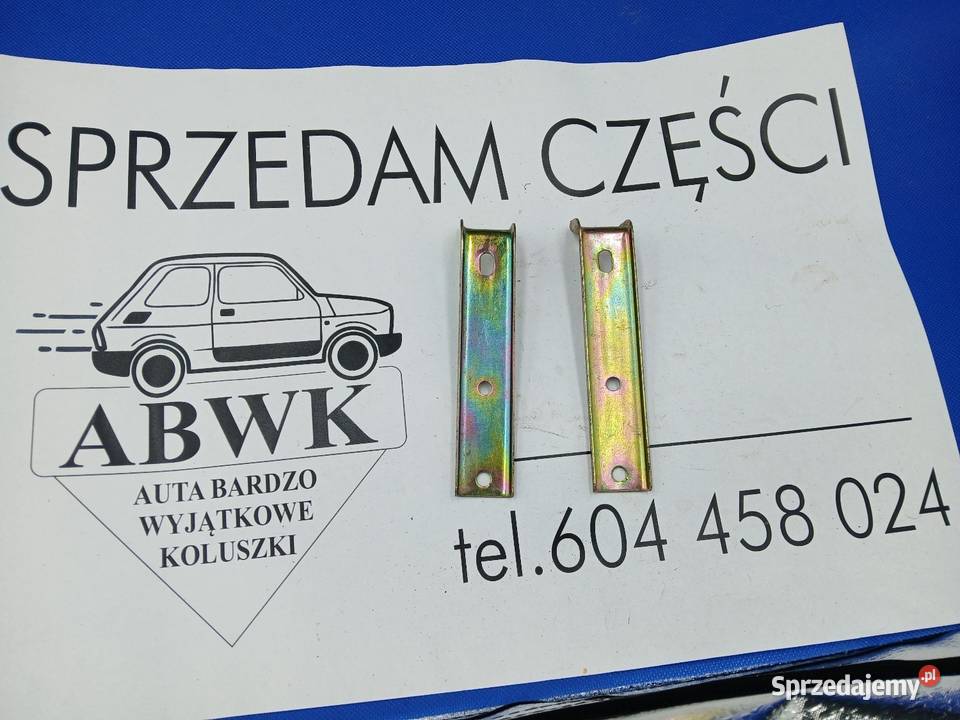 SPRZEDAM CZĘŚCI
ABWK
AUTA BARDZO
WYJĄTKOWE
KOLUSZKI
tel.604 458 024
Sprzedajemy.pl